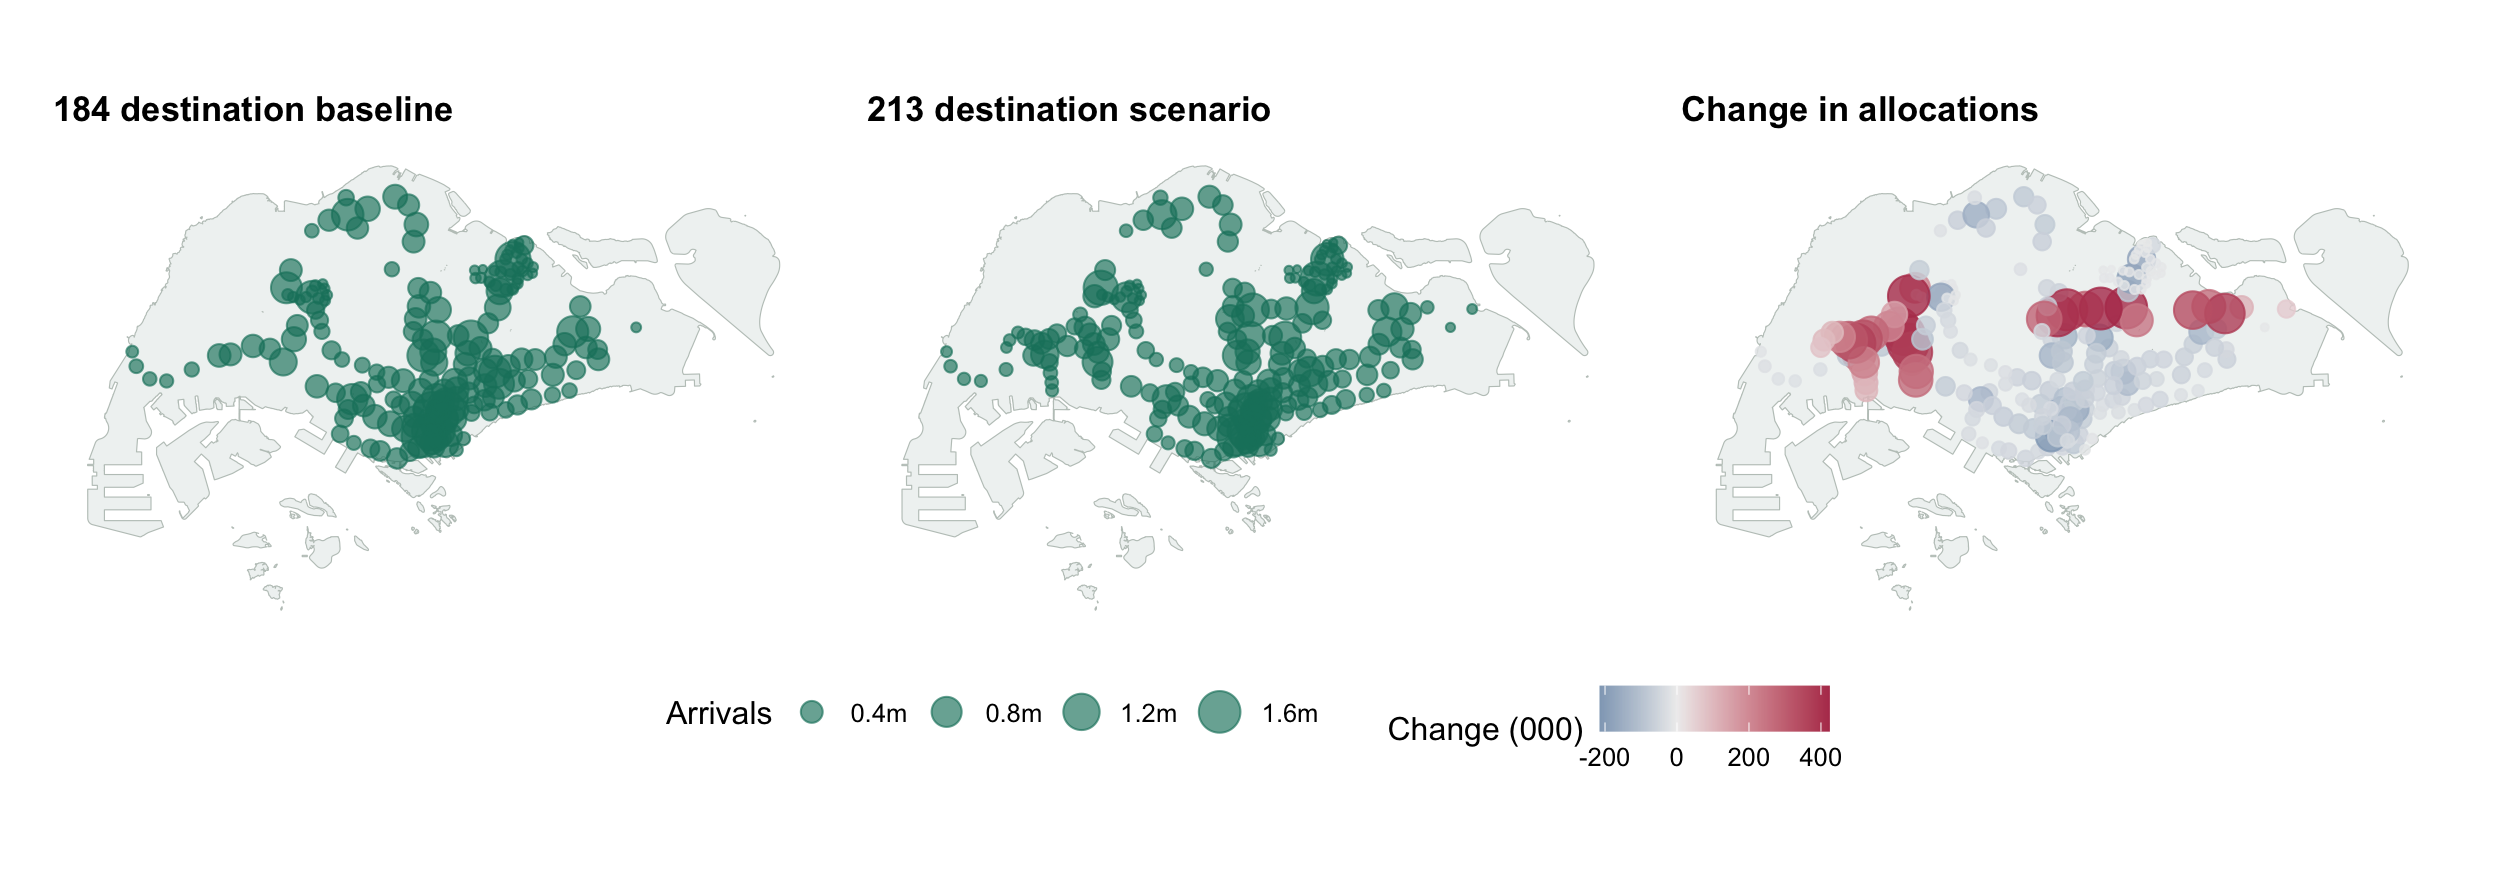 184 destination baseline
213 destination scenario
Change in allocations
Arrivals 0.4m 0.8m 1.2m 1.6m
Change (000)
-200 0 200 400